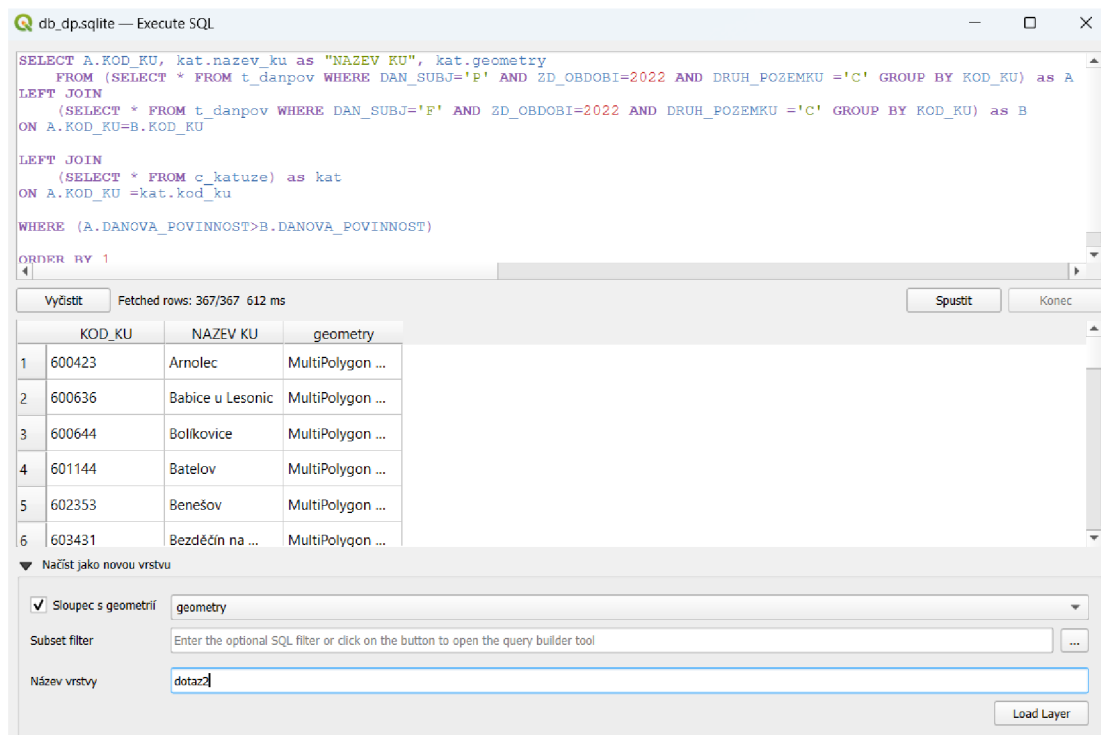 db_dp.sqlite — Execute SQL
SELECT A.KOD_KU, kat.nazev_ku as "NAZEV KU", kat.geometry
FROM (SELECT * FROM t_danpov WHERE DAN_SUBJ='P' AND ZD_OBDOBI=2022 AND DRUH_POZEMKU ='C' GROUP BY KOD_KU) as A
LEFT JOIN
(SELECT * FROM t_danpov WHERE DAN_SUBJ='F' AND ZD_OBDOBI=2022 AND DRUH_POZEMKU ='C' GROUP BY KOD_KU) as B
ON A.KOD_KU=B.KOD_KU
LEFT JOIN
(SELECT * FROM c_katuze) as kat
ON A.KOD_KU =kat.kod_ku
WHERE (A.DANOVA_POVINNOST>B.DANOVA_POVINNOST)
ORDER BY 1
Vyčistit Fetched rows: 367/367 612 ms Spustit Konec
KOD_KU NAZEV KU geometry
1 600423 Arnolec MultiPolygon ...
2 600636 Babice u Lesonic MultiPolygon ...
3 600644 Bolíkovice MultiPolygon ...
4 601144 Batelov MultiPolygon ...
5 602353 Benešov MultiPolygon ...
6 603431 Bezděčín na ... MultiPolygon ...
Načíst jako novou vrstvu
Sloupec s geometrií geometry
Subset filter Enter the optional SQL filter or click on the button to open the query builder tool ...
Název vrstvy dotaz2
Load Layer